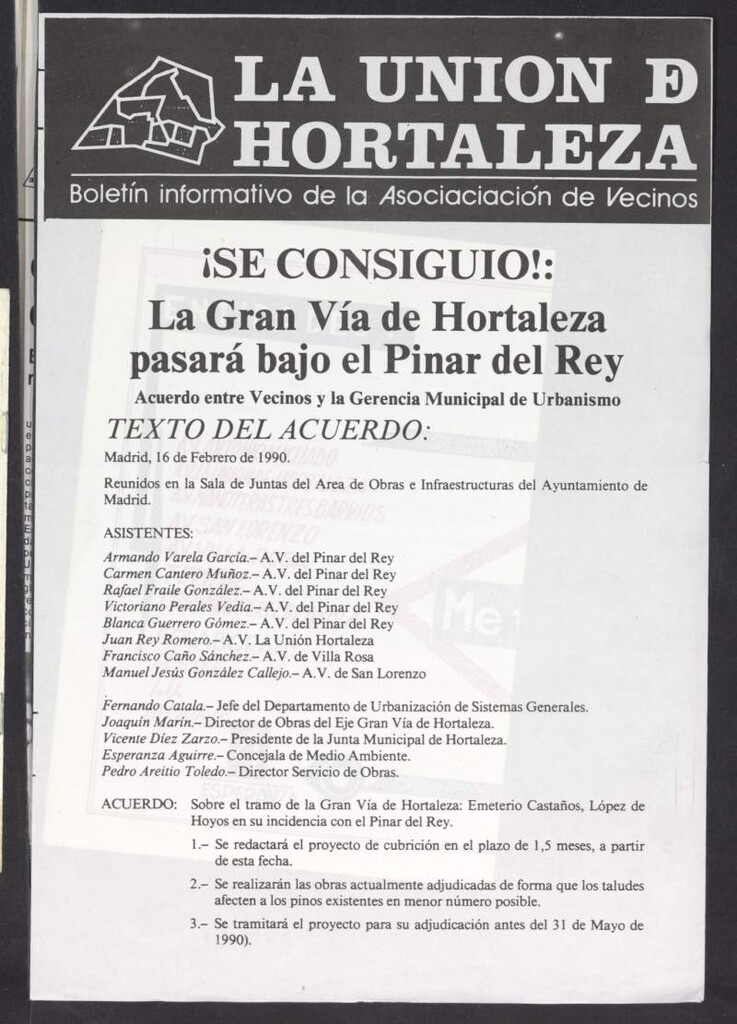 LA UNION DE
HORTALEZA
Boletín informativo de la Asociaciación de Vecinos
¡SE CONSIGUIO!:
La Gran Vía de Hortaleza
pasará bajo el Pinar del Rey
Acuerdo entre Vecinos y la Gerencia Municipal de Urbanismo
TEXTO DEL ACUERDO:
Madrid, 16 de Febrero de 1990.
Reunidos en la Sala de Juntas del Area de Obras e Infraestructuras del Ayuntamiento de
Madrid.
ASISTENTES:
Armando Varela García.– A.V. del Pinar del Rey
Carmen Cantero Muñoz.– A.V. del Pinar del Rey
Rafael Fraile González.– A.V. del Pinar del Rey
Victoriano Perales Vedia.– A.V. del Pinar del Rey
Blanca Guerrero Gómez.– A.V. del Pinar del Rey
Juan Rey Romero.– A.V. La Unión Hortaleza
Francisco Caño Sánchez.– A.V. de Villa Rosa
Manuel Jesús González Callejo.– A.V. de San Lorenzo
Fernando Catala.– Jefe del Departamento de Urbanización de Sistemas Generales.
Joaquín Marín.– Director de Obras del Eje Gran Vía de Hortaleza.
Vicente Díez Zarzo.– Presidente de la Junta Municipal de Hortaleza.
Esperanza Aguirre.– Concejala de Medio Ambiente.
Pedro Areitio Toledo.– Director Servicio de Obras.
ACUERDO: Sobre el tramo de la Gran Vía de Hortaleza: Emeterio Castaños, López de
Hoyos en su incidencia con el Pinar del Rey.
1.– Se redactará el proyecto de cubrición en el plazo de 1,5 meses, a partir
de esta fecha.
2.– Se realizarán las obras actualmente adjudicadas de forma que los taludes
afecten a los pinos existentes en menor número posible.
3.– Se tramitará el proyecto para su adjudicación antes del 31 de Mayo de
1990).